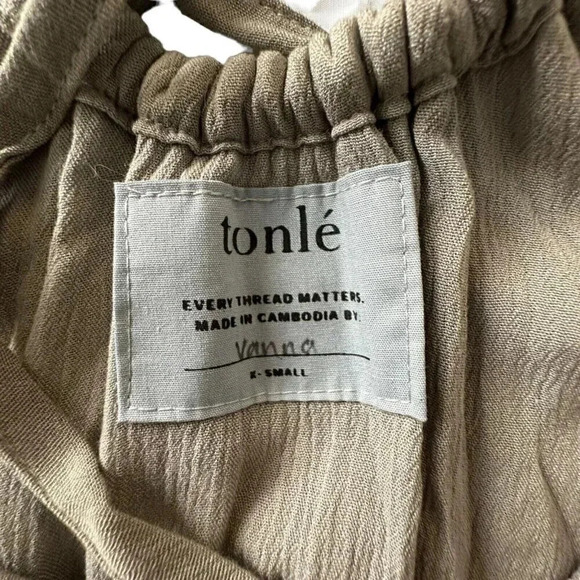 tonlé
EVERY THREAD MATTERS.
MADE IN CAMBODIA BY:
vanna
X-SMALL